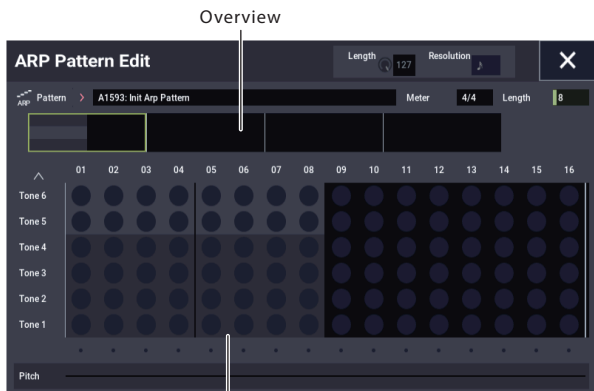 Overview
ARP Pattern Edit Length 127 Resolution ♪ X
ARP Pattern > A1593: Init Arp Pattern Meter 4/4 Length 8
01 02 03 04 05 06 07 08 09 10 11 12 13 14 15 16
Tone 6
Tone 5
Tone 4
Tone 3
Tone 2
Tone 1
Pitch